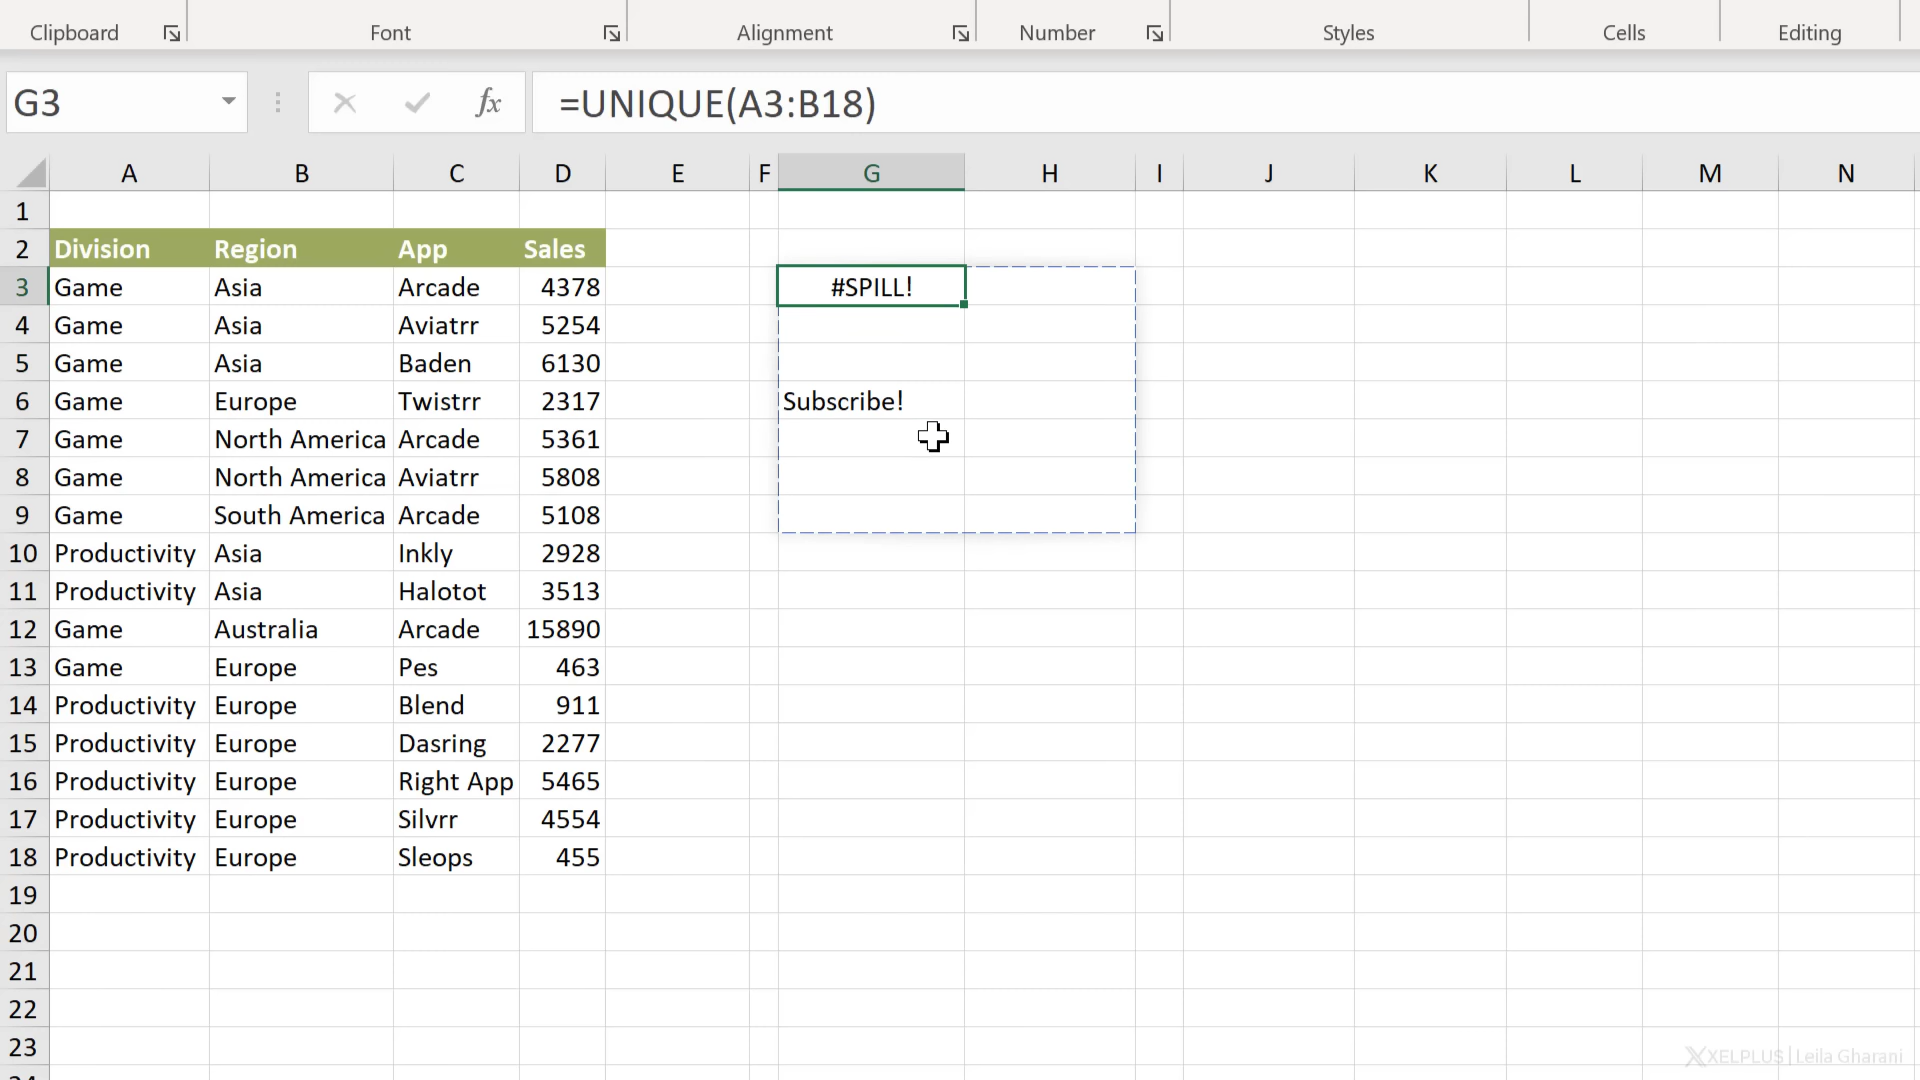 Clipboard Font Alignment Number Styles Cells Editing
G3 fx =UNIQUE(A3:B18)
A B C D E F G H I J K L M N
1
2 Division Region App Sales
3 Game Asia Arcade 4378 #SPILL!
4 Game Asia Aviatrr 5254
5 Game Asia Baden 6130
6 Game Europe Twistrr 2317 Subscribe!
7 Game North America Arcade 5361
8 Game North America Aviatrr 5808
9 Game South America Arcade 5108
10 Productivity Asia Inkly 2928
11 Productivity Asia Halotot 3513
12 Game Australia Arcade 15890
13 Game Europe Pes 463
14 Productivity Europe Blend 911
15 Productivity Europe Dasring 2277
16 Productivity Europe Right App 5465
17 Productivity Europe Silvrr 4554
18 Productivity Europe Sleops 455
19
20
21
22
23
XELPLUS | Leila Gharani